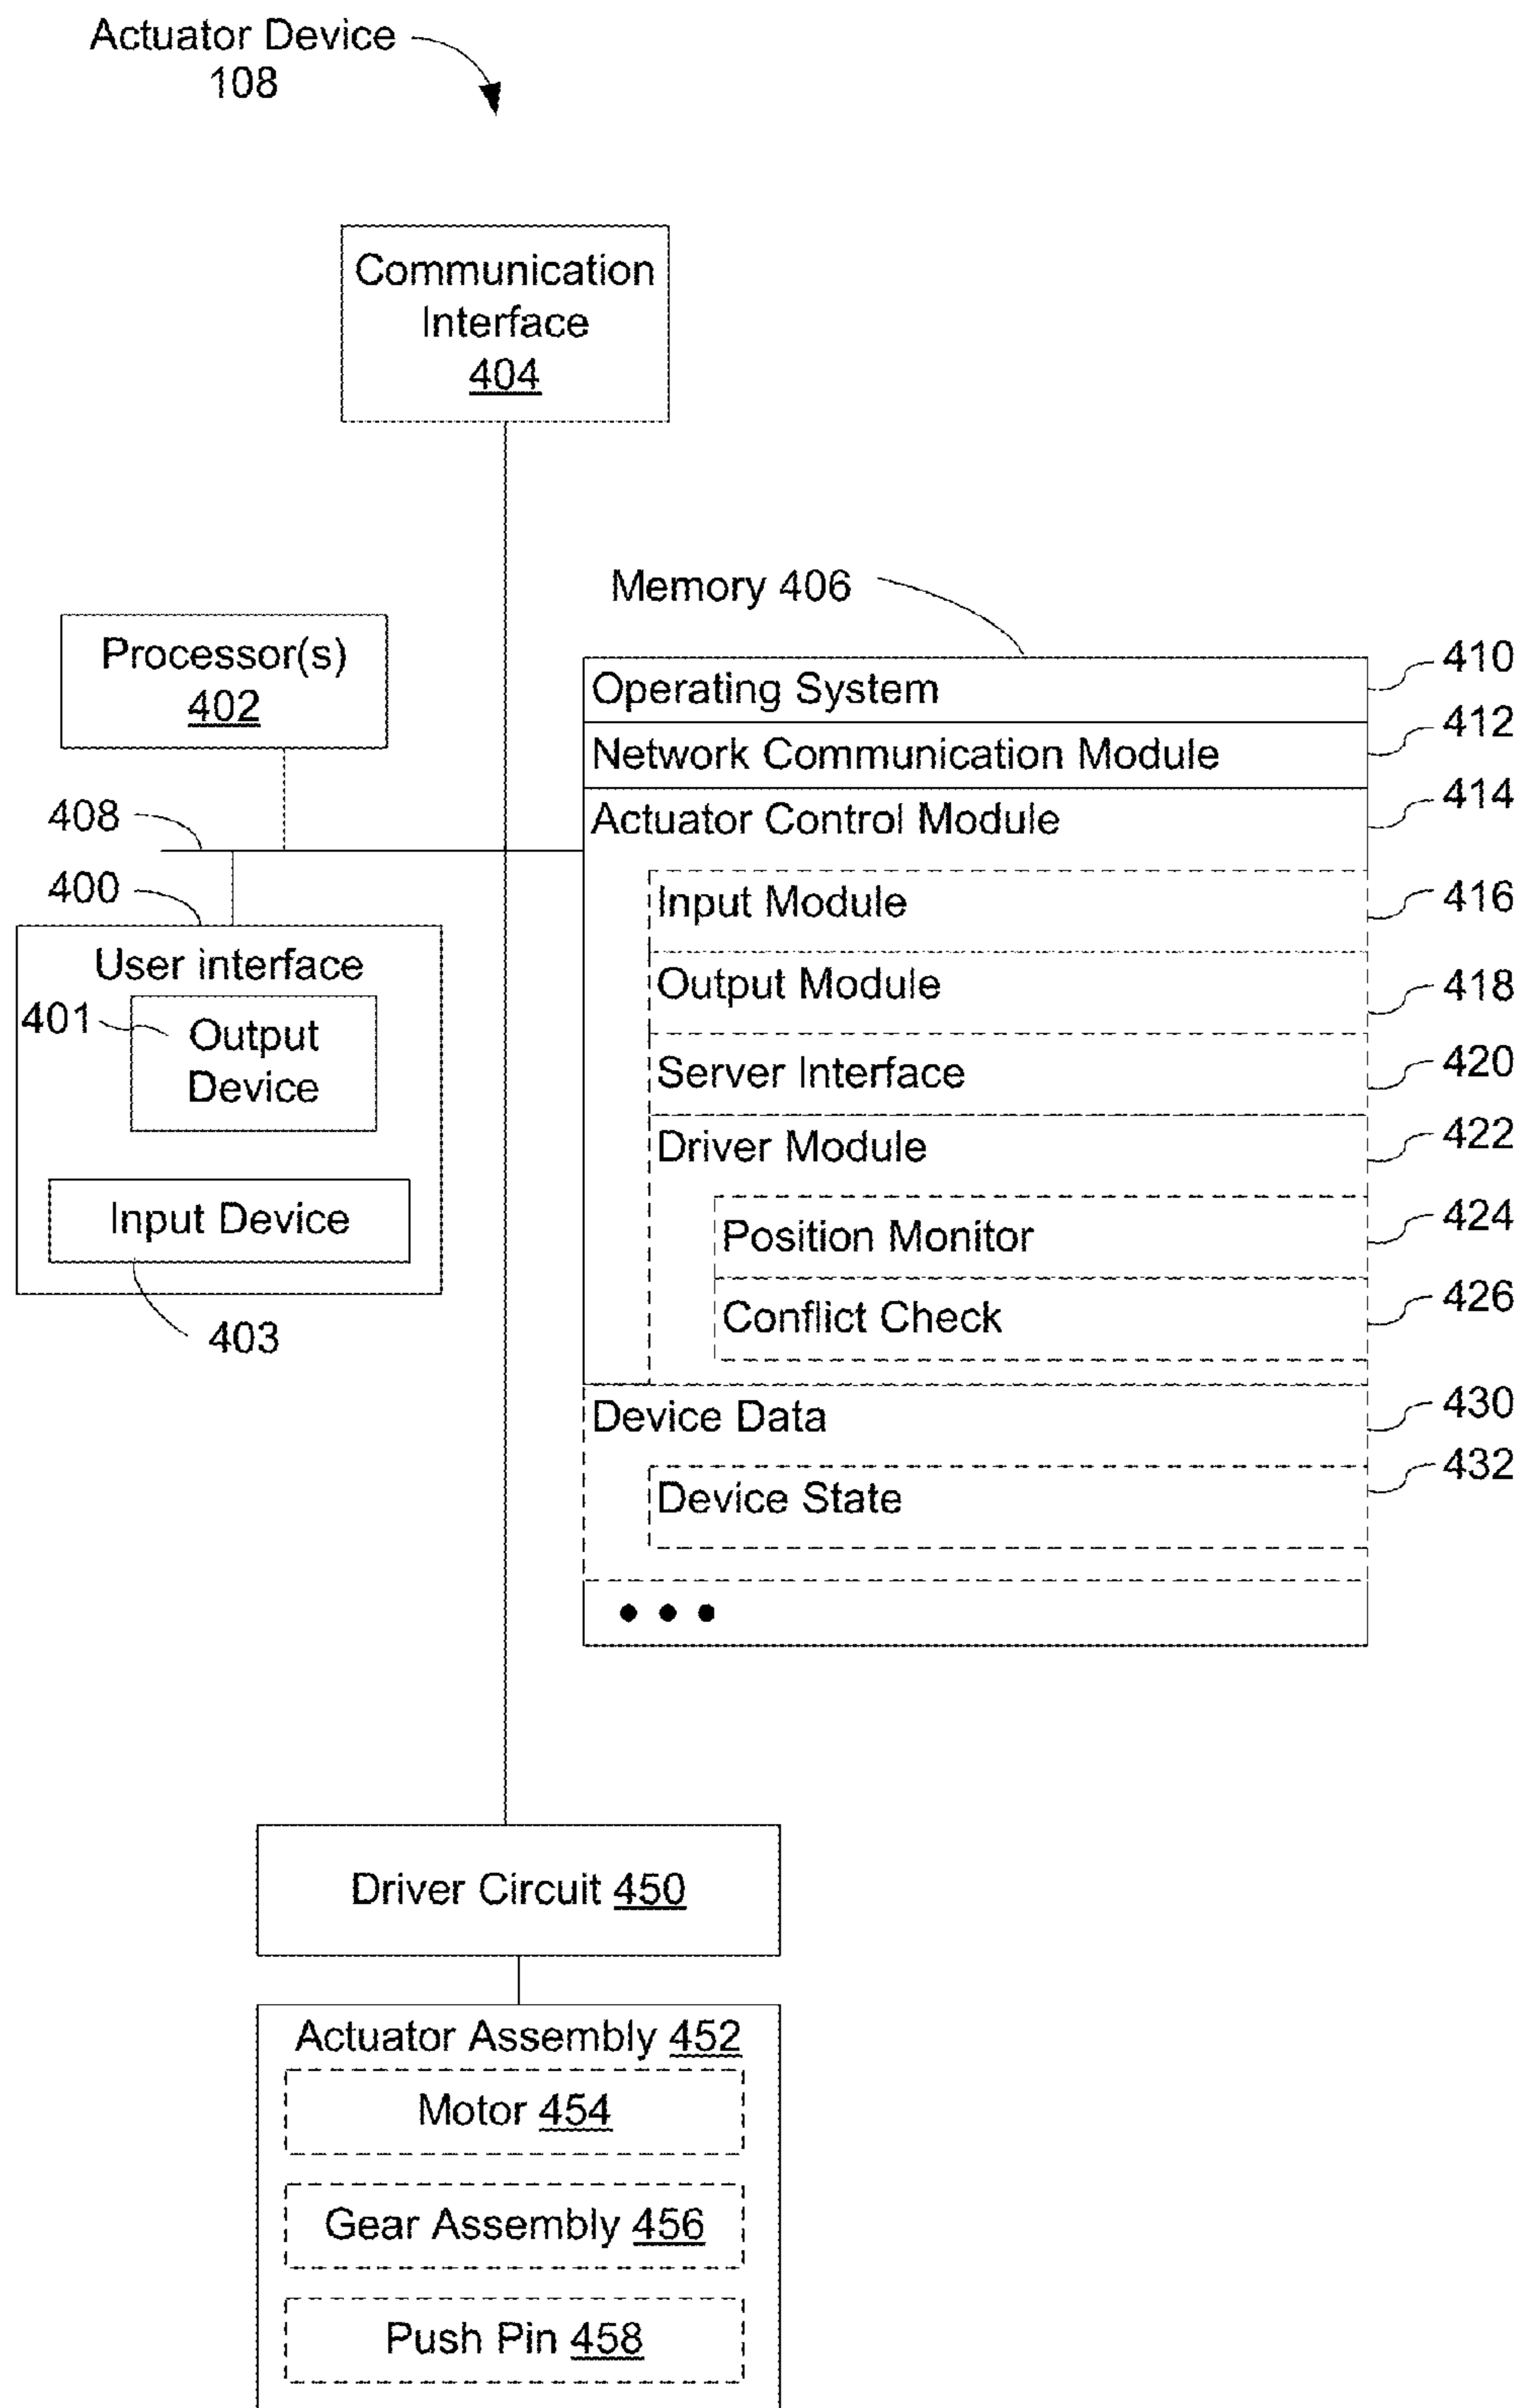 Actuator Device
108
Communication
Interface
404
Memory 406
Processor(s)
402
408
400
User interface
401
Output
Device
Input Device
403
Operating System
410
Network Communication Module
412
Actuator Control Module
414
Input Module
416
Output Module
418
Server Interface
420
Driver Module
422
Position Monitor
424
Conflict Check
426
Device Data
430
Device State
432
Driver Circuit 450
Actuator Assembly 452
Motor 454
Gear Assembly 456
Push Pin 458